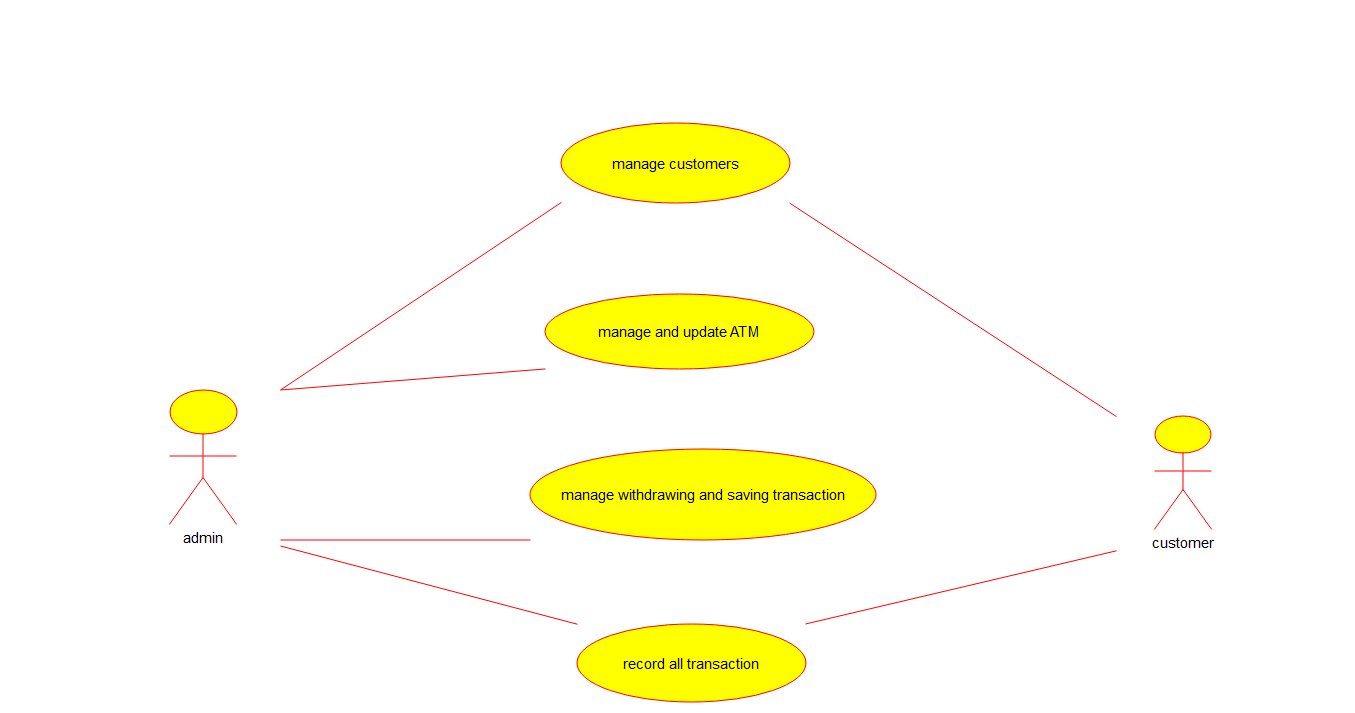 manage customers
manage and update ATM
manage withdrawing and saving transaction
admin
customer
record all transaction